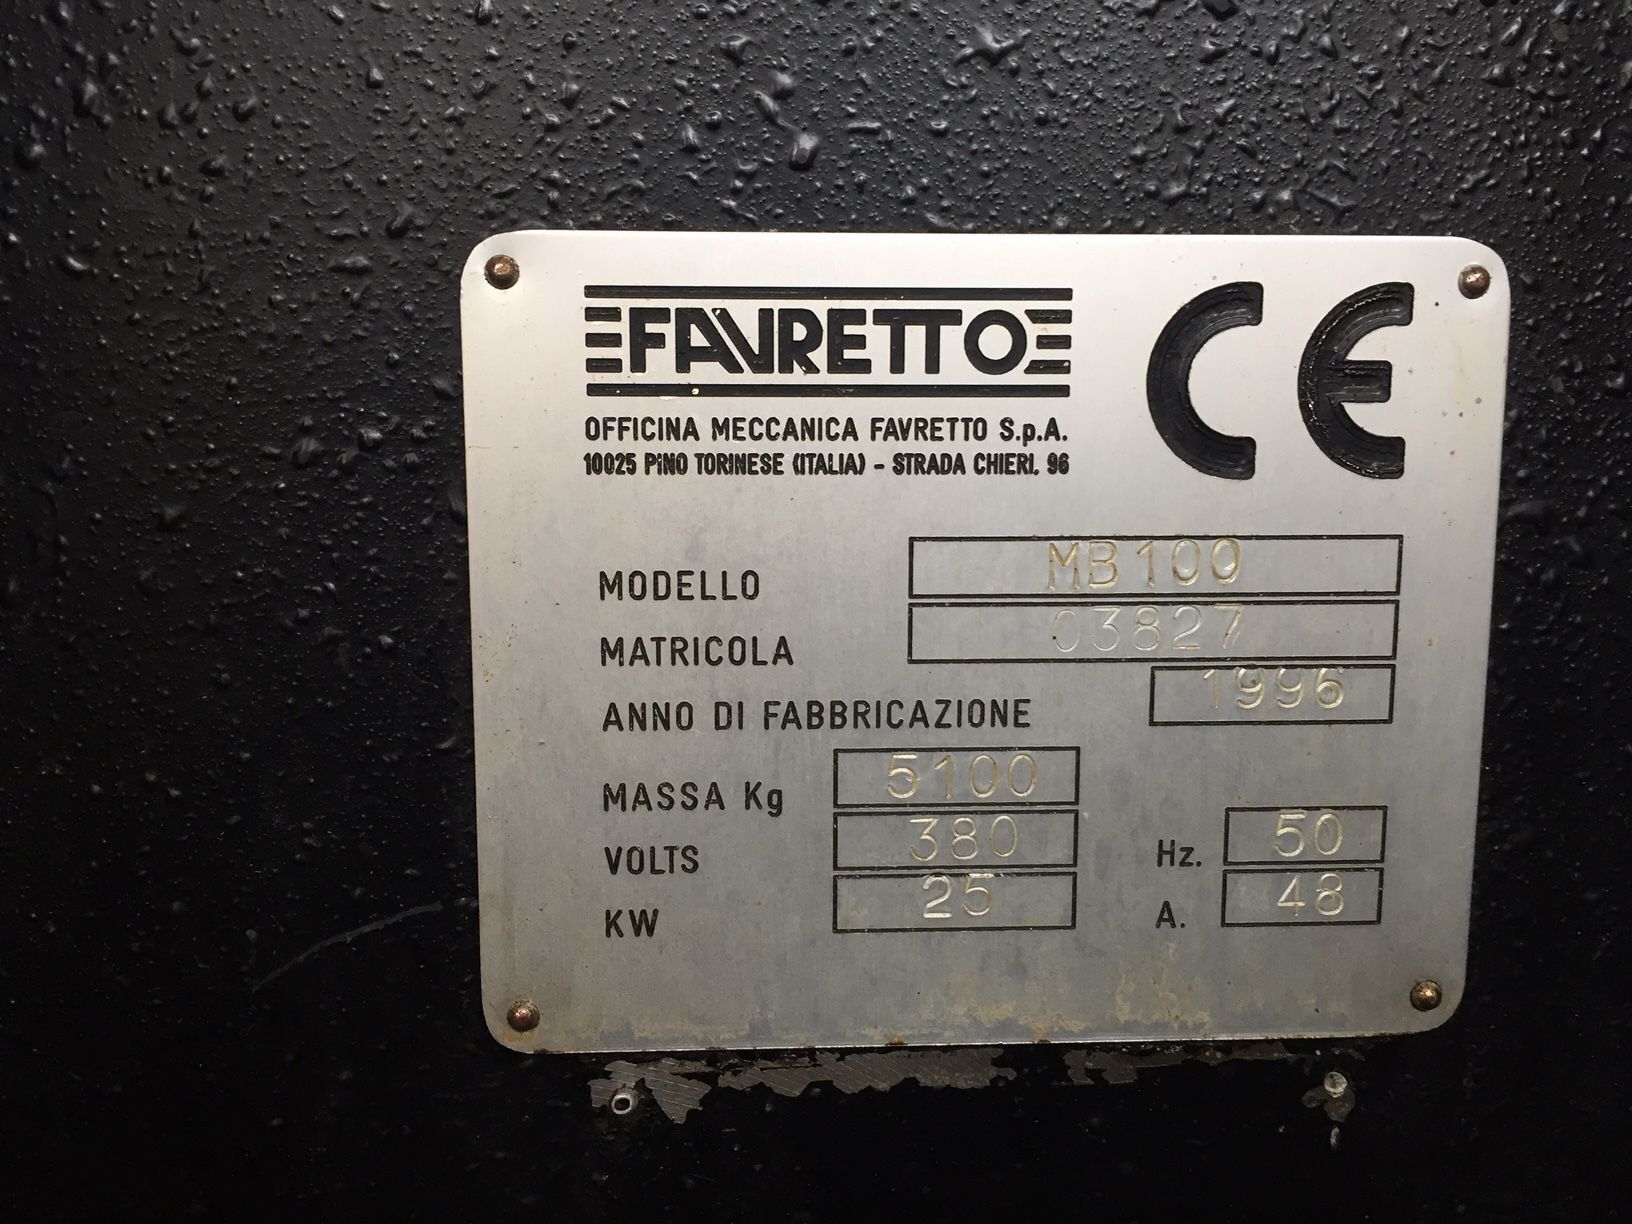 FAVRETTO
CE
OFFICINA MECCANICA FAVRETTO S.p.A.
10025 PINO TORINESE (ITALIA) - STRADA CHIERI, 96
MODELLO MB100
MATRICOLA 03827
ANNO DI FABBRICAZIONE 1996
MASSA Kg 5100
VOLTS 380 Hz. 50
KW 25 A. 48